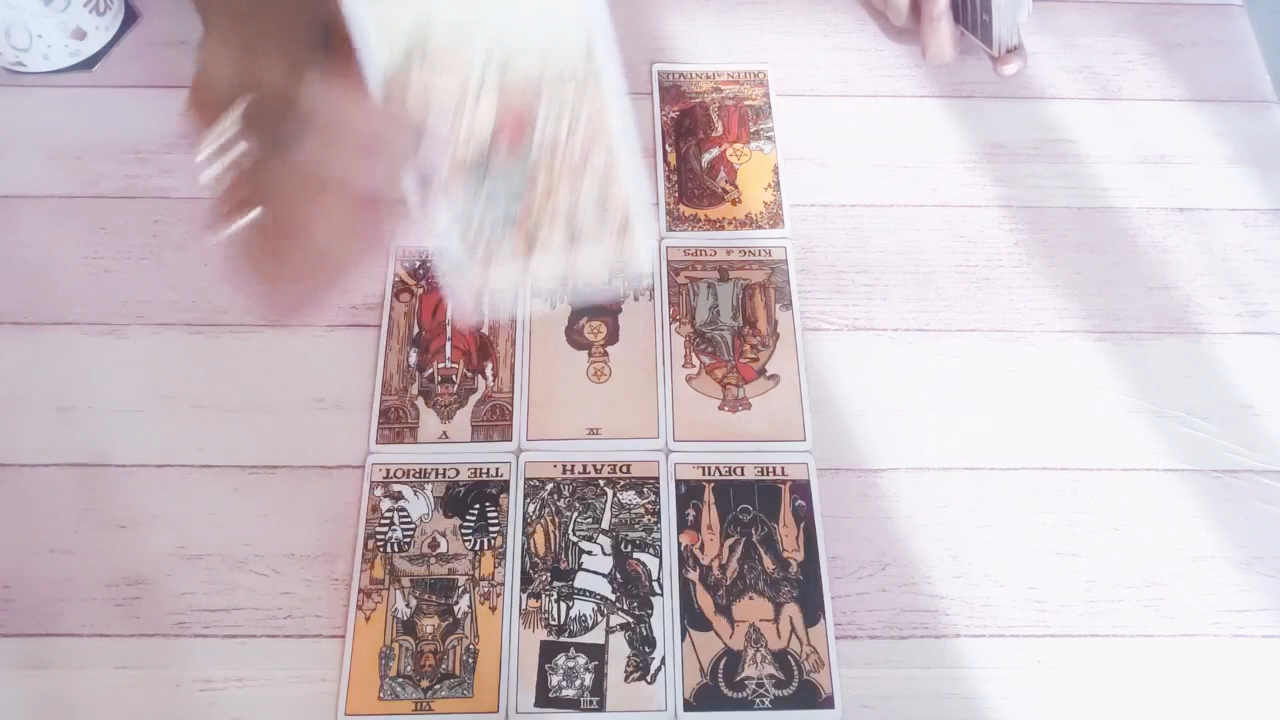 QUEEN of PENTACLES
KING of CUPS.
V
IV
THE CHARIOT.
DEATH.
THE DEVIL.
VII
XIII
XV